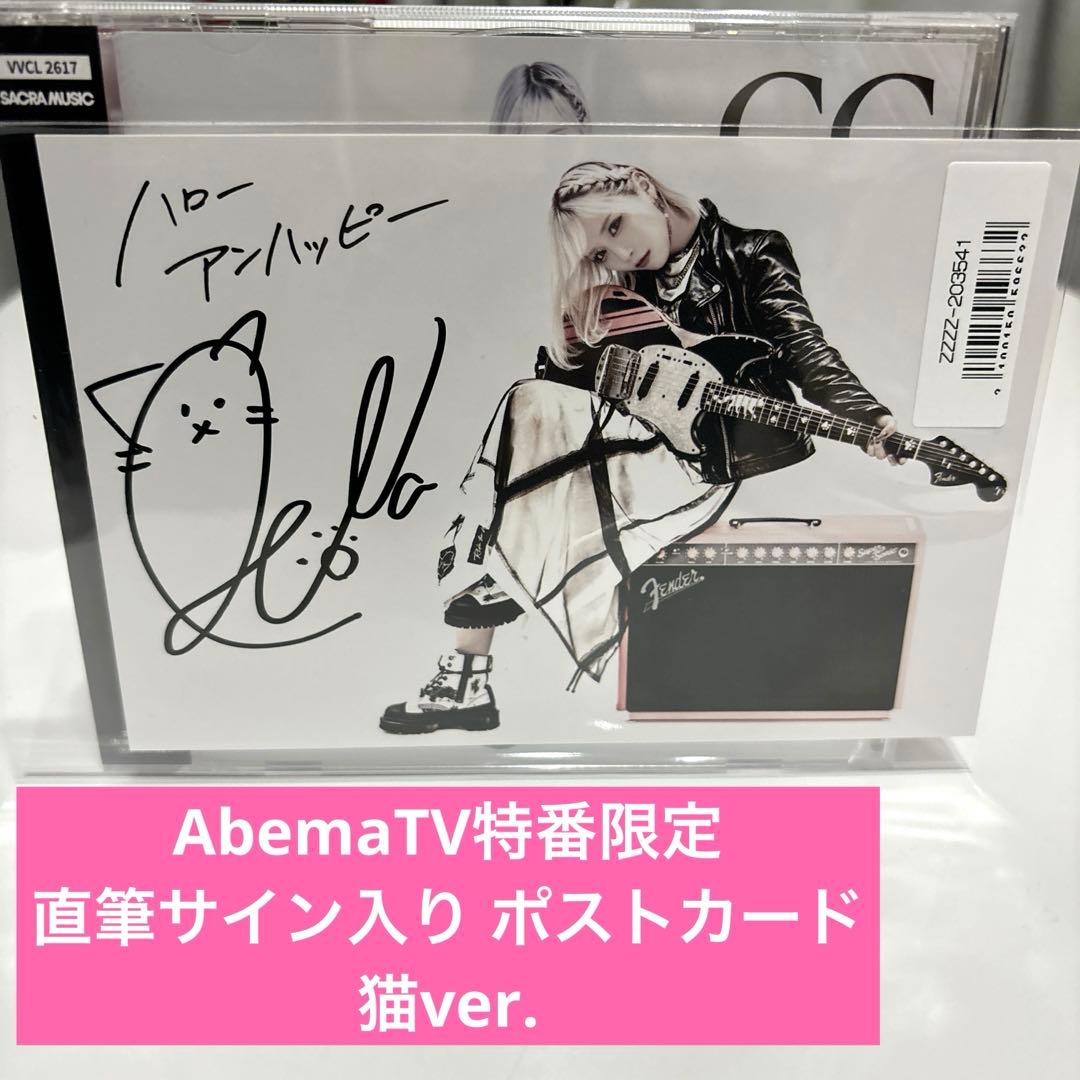 VVCL 2617
SACRA MUSIC
CC
ハロー
アンハッピー
ZZZZ-203541
Fender
Fender
AbemaTV特番限定
直筆サイン入り ポストカード
猫ver.